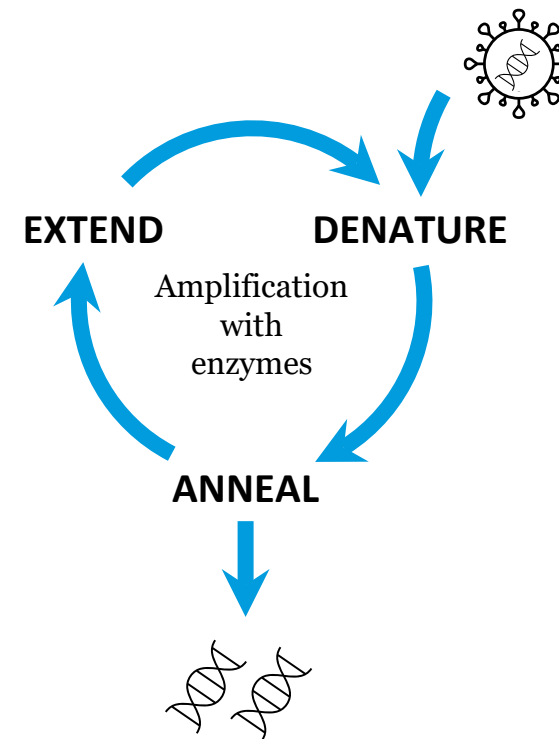 EXTEND
DENATURE
Amplification
with
enzymes
ANNEAL